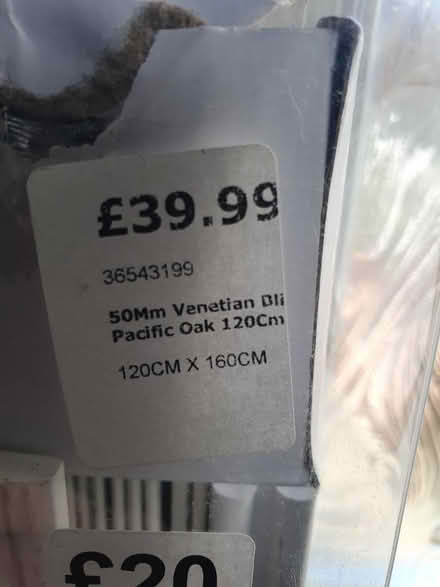 £39.99
36543199
50Mm Venetian Bli
Pacific Oak 120Cm
120CM X 160CM
£20